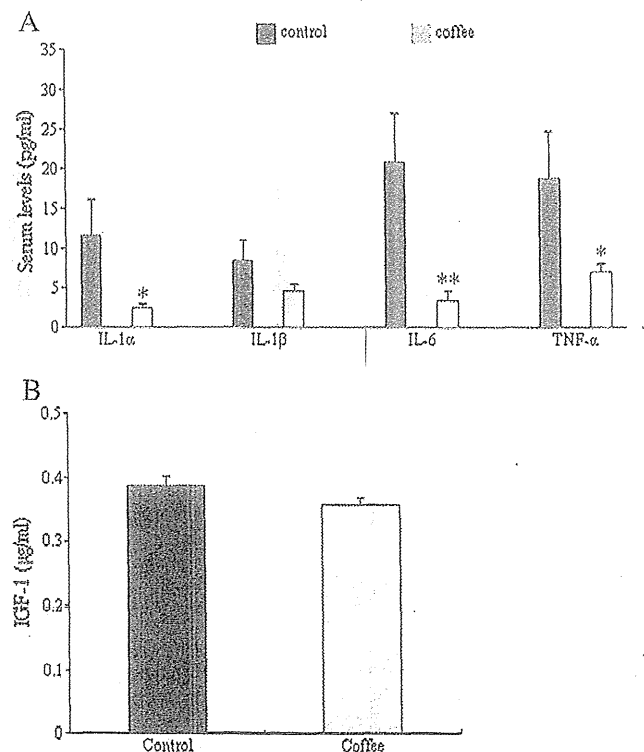 A
control coffee
35
30
25
20
15
10
5
0
Serum levels (pg/ml)
*
**
*
IL-1α IL-1β IL-6 TNF-α
B
0.5
0.4
0.3
0.2
0.1
0
IGF-1 (µg/ml)
Control Coffee